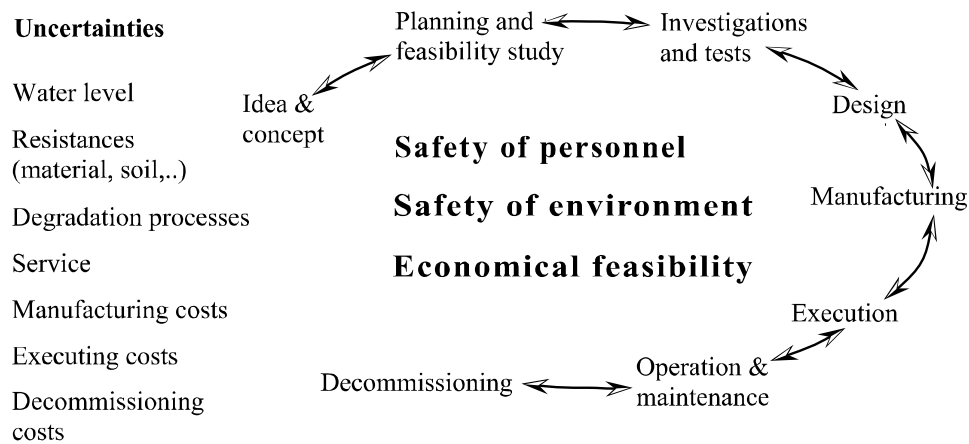 Uncertainties
Water level
Resistances
(material, soil,..)
Degradation processes
Service
Manufacturing costs
Executing costs
Decommissioning
costs
Idea &
concept
Planning and
feasibility study
Investigations
and tests
Design
Manufacturing
Execution
Operation &
maintenance
Decommissioning
Safety of personnel
Safety of environment
Economical feasibility